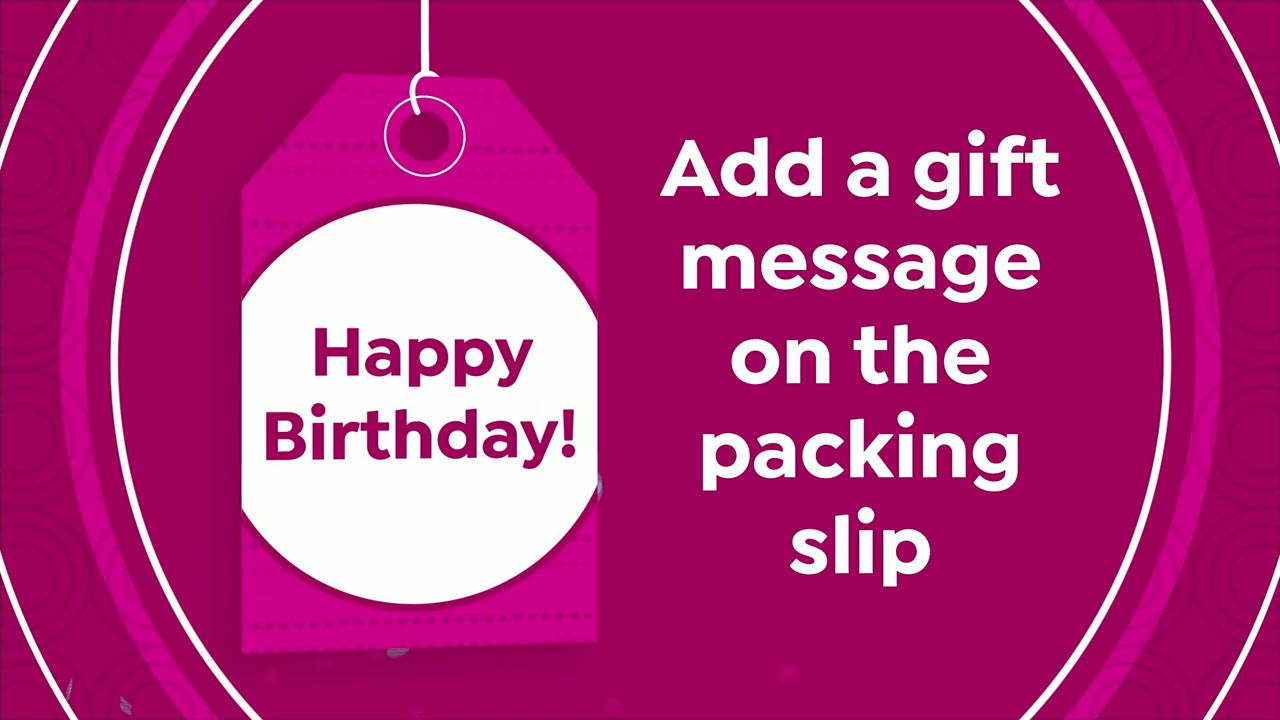 Happy
Birthday!
Add a gift
message
on the
packing
slip